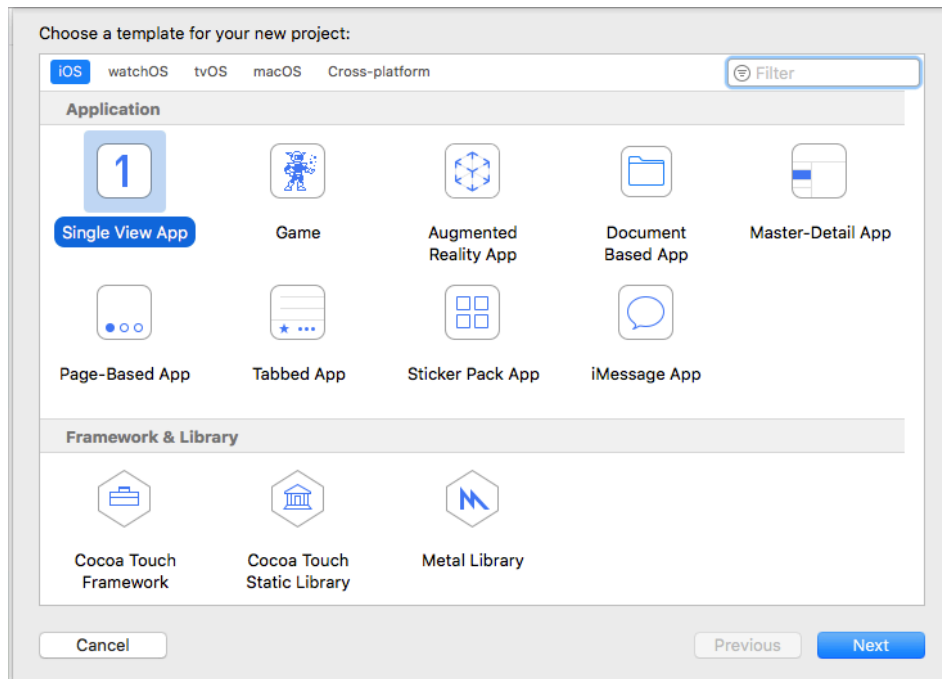 Choose a template for your new project:
iOS watchOS tvOS macOS Cross-platform Filter
Application
1
Single View App Game Augmented Reality App Document Based App Master-Detail App
Page-Based App Tabbed App Sticker Pack App iMessage App
Framework & Library
Cocoa Touch Framework Cocoa Touch Static Library Metal Library
Cancel Previous Next